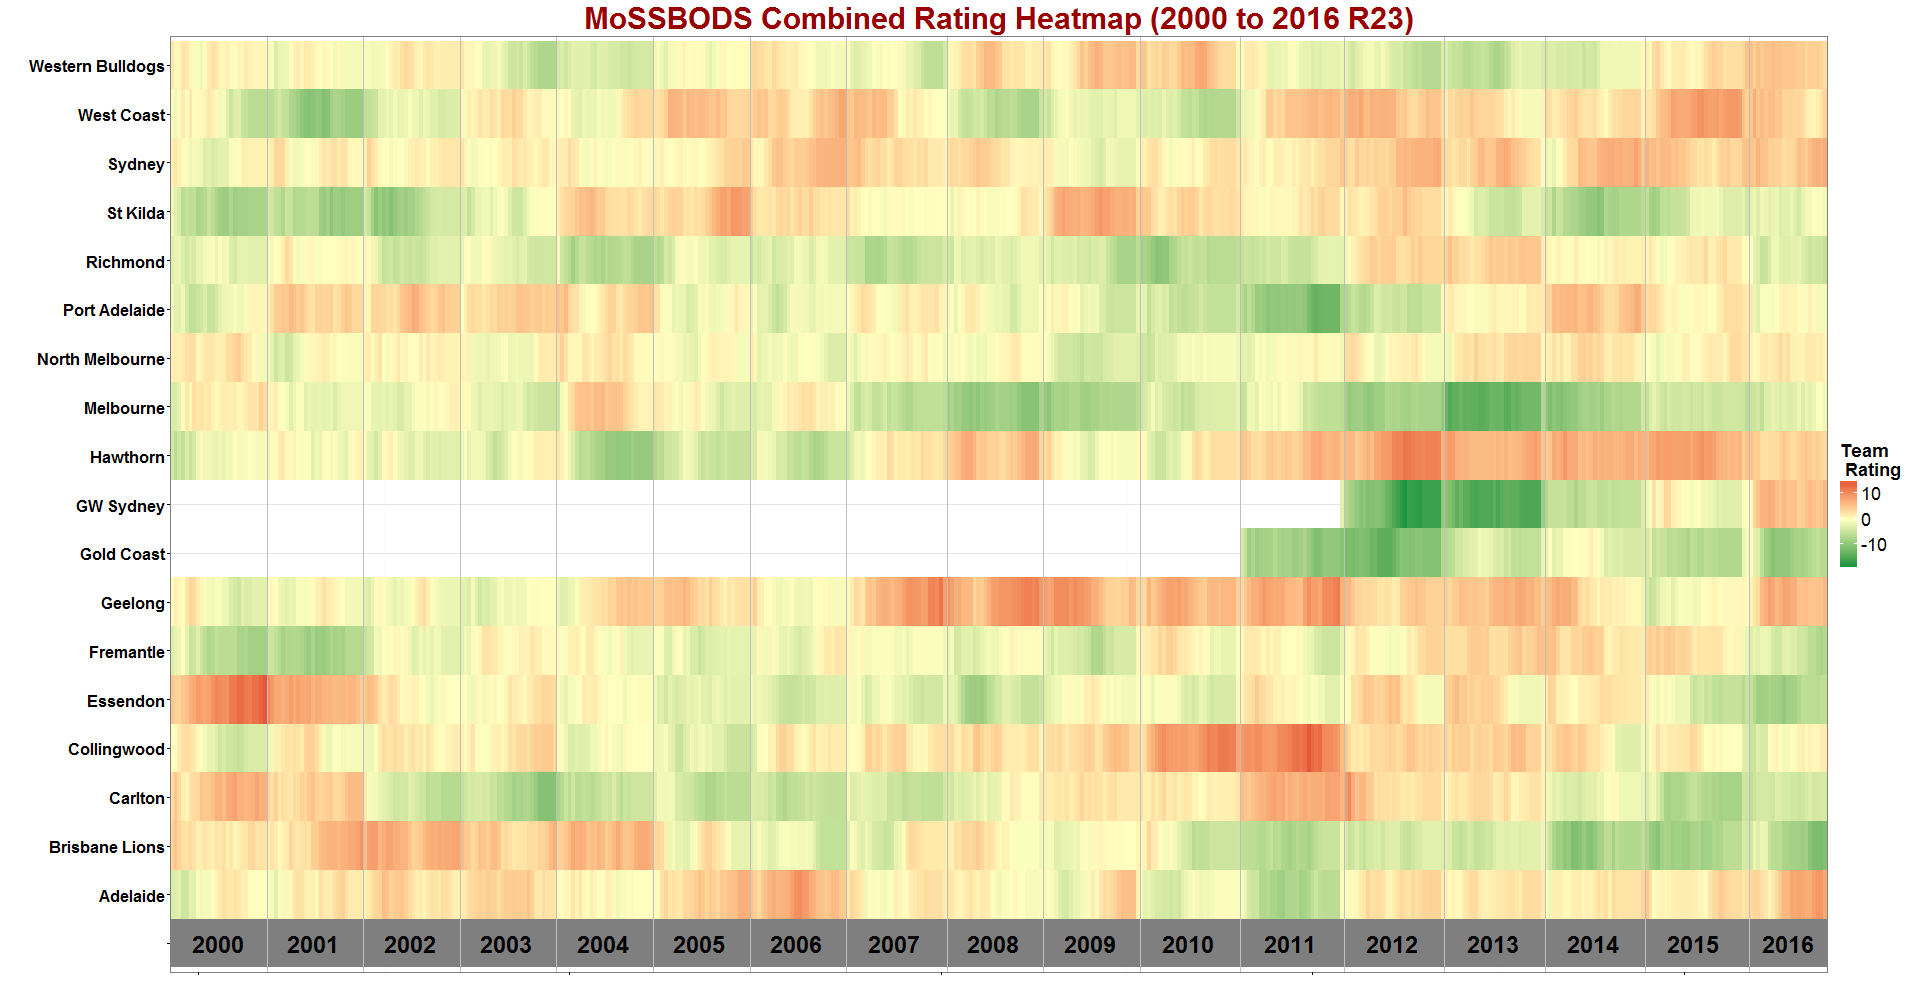 MoSSBODS Combined Rating Heatmap (2000 to 2016 R23)
Western Bulldogs
West Coast
Sydney
St Kilda
Richmond
Port Adelaide
North Melbourne
Melbourne
Hawthorn
GW Sydney
Gold Coast
Geelong
Fremantle
Essendon
Collingwood
Carlton
Brisbane Lions
Adelaide
2000 2001 2002 2003 2004 2005 2006 2007 2008 2009 2010 2011 2012 2013 2014 2015 2016
Team
Rating
10
0
-10